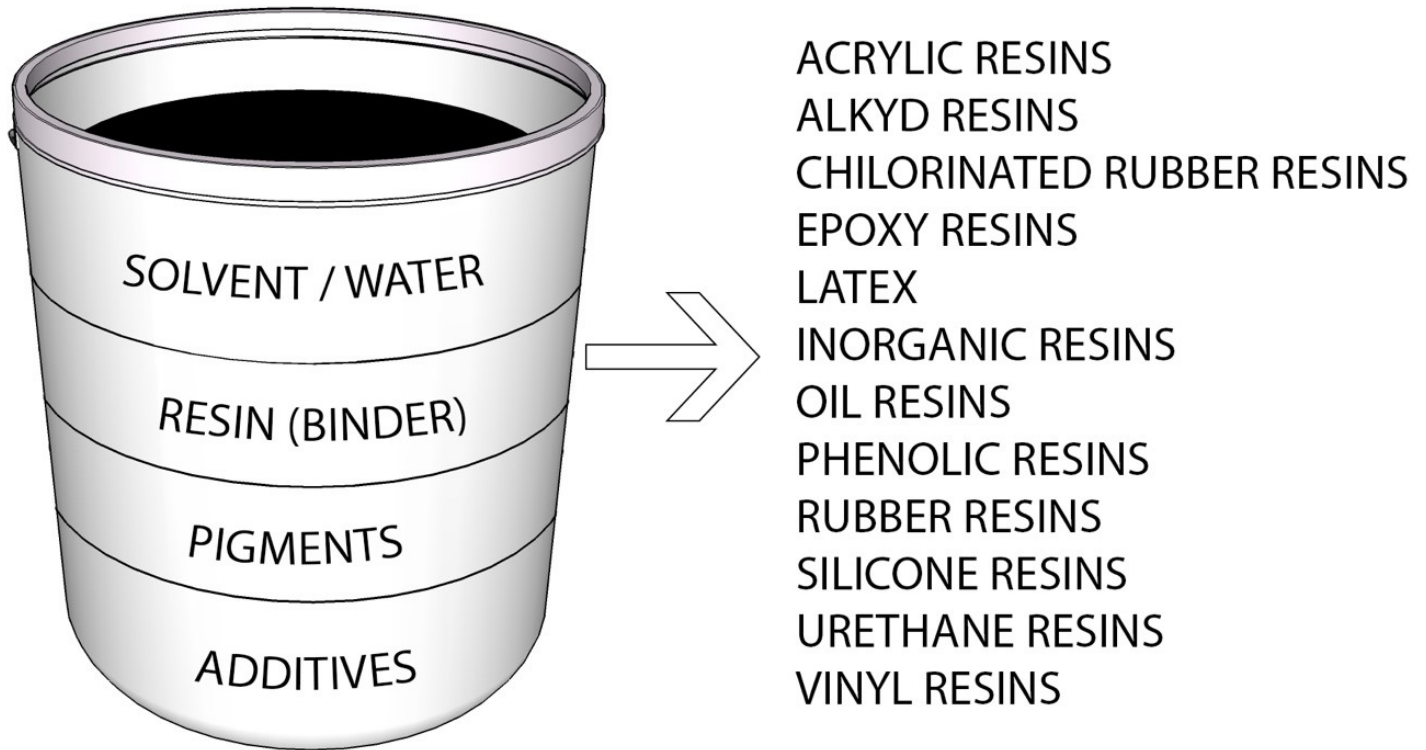 SOLVENT / WATER
RESIN (BINDER)
PIGMENTS
ADDITIVES
ACRYLIC RESINS
ALKYD RESINS
CHILORINATED RUBBER RESINS
EPOXY RESINS
LATEX
INORGANIC RESINS
OIL RESINS
PHENOLIC RESINS
RUBBER RESINS
SILICONE RESINS
URETHANE RESINS
VINYL RESINS